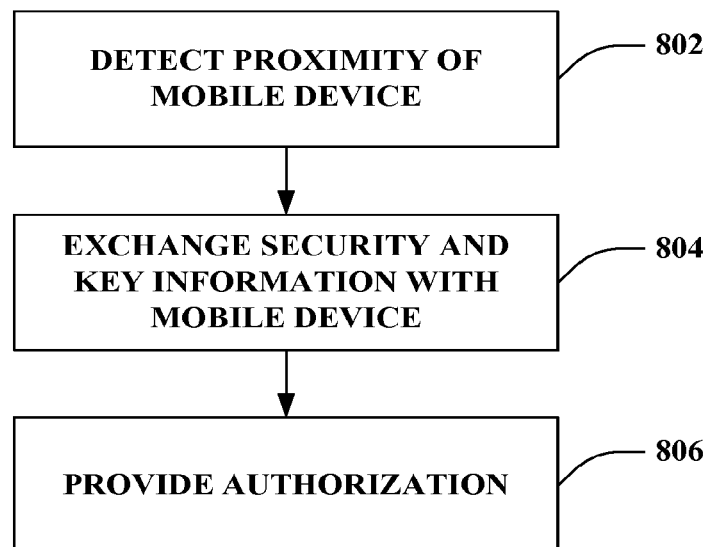 DETECT PROXIMITY OF
MOBILE DEVICE
802
EXCHANGE SECURITY AND
KEY INFORMATION WITH
MOBILE DEVICE
804
PROVIDE AUTHORIZATION
806